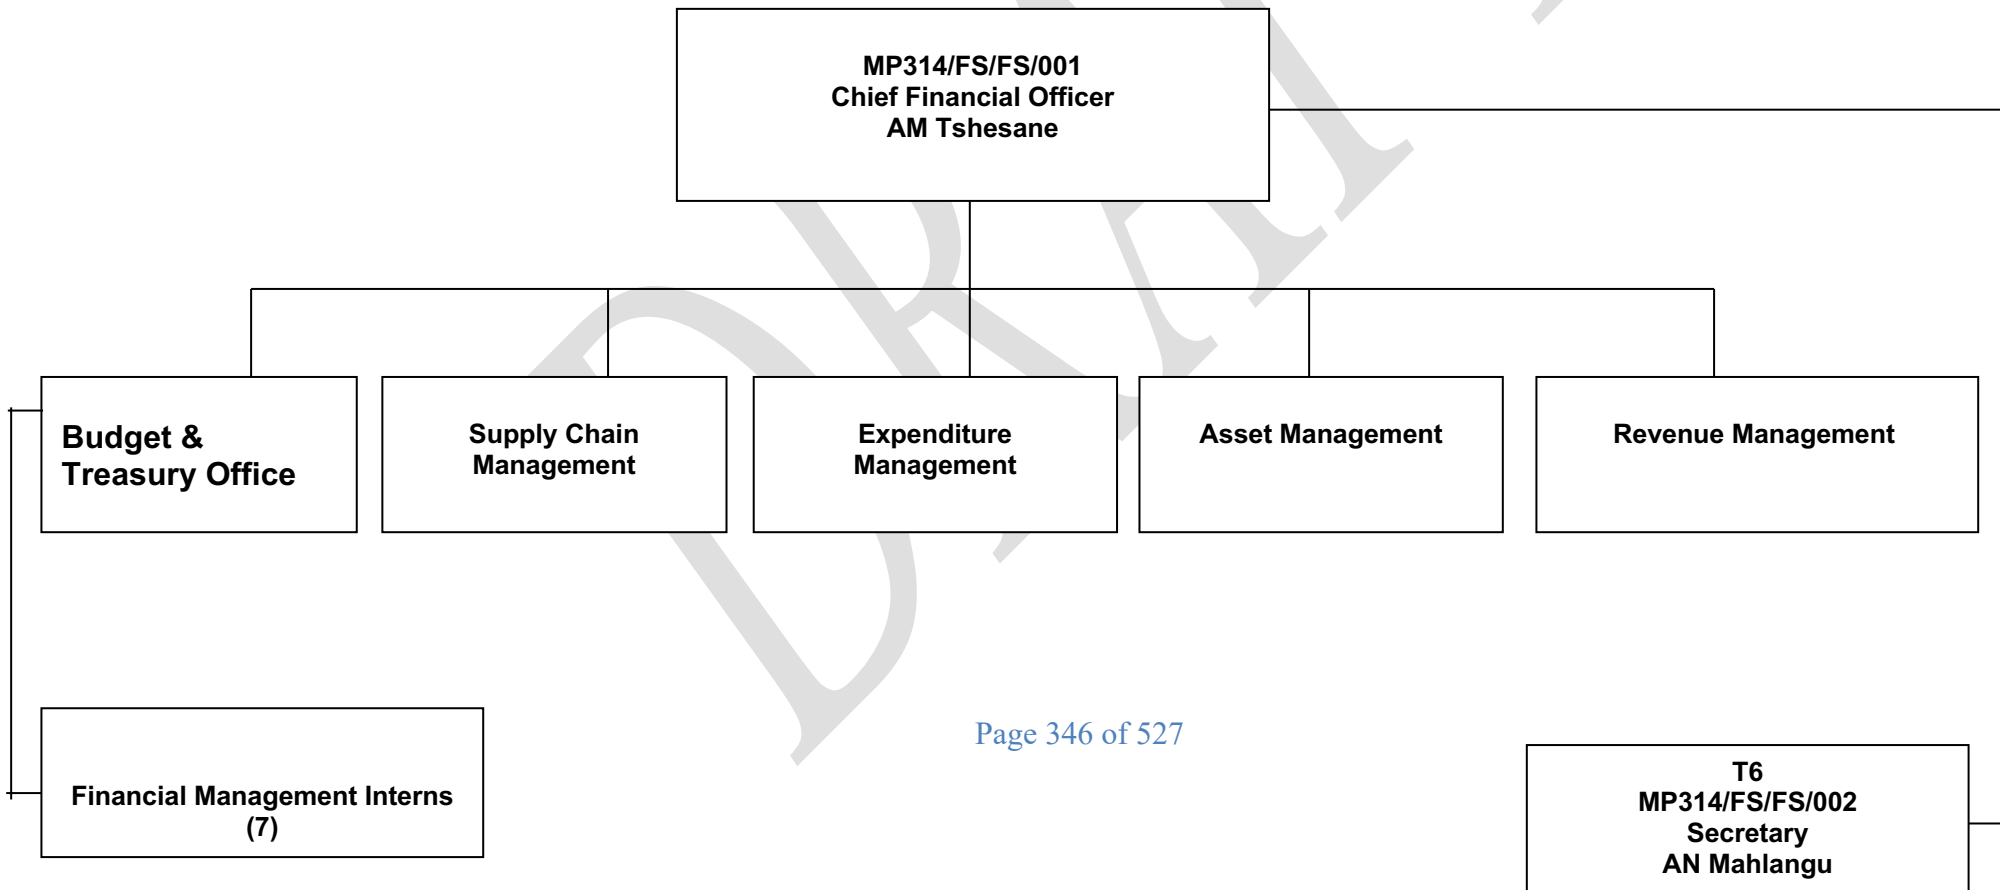 MP314/FS/FS/001
Chief Financial Officer
AM Tshesane
Budget &
Treasury Office
Supply Chain
Management
Expenditure
Management
Asset Management
Revenue Management
Financial Management Interns
(7)
Page 346 of 527
T6
MP314/FS/FS/002
Secretary
AN Mahlangu
DRAFT